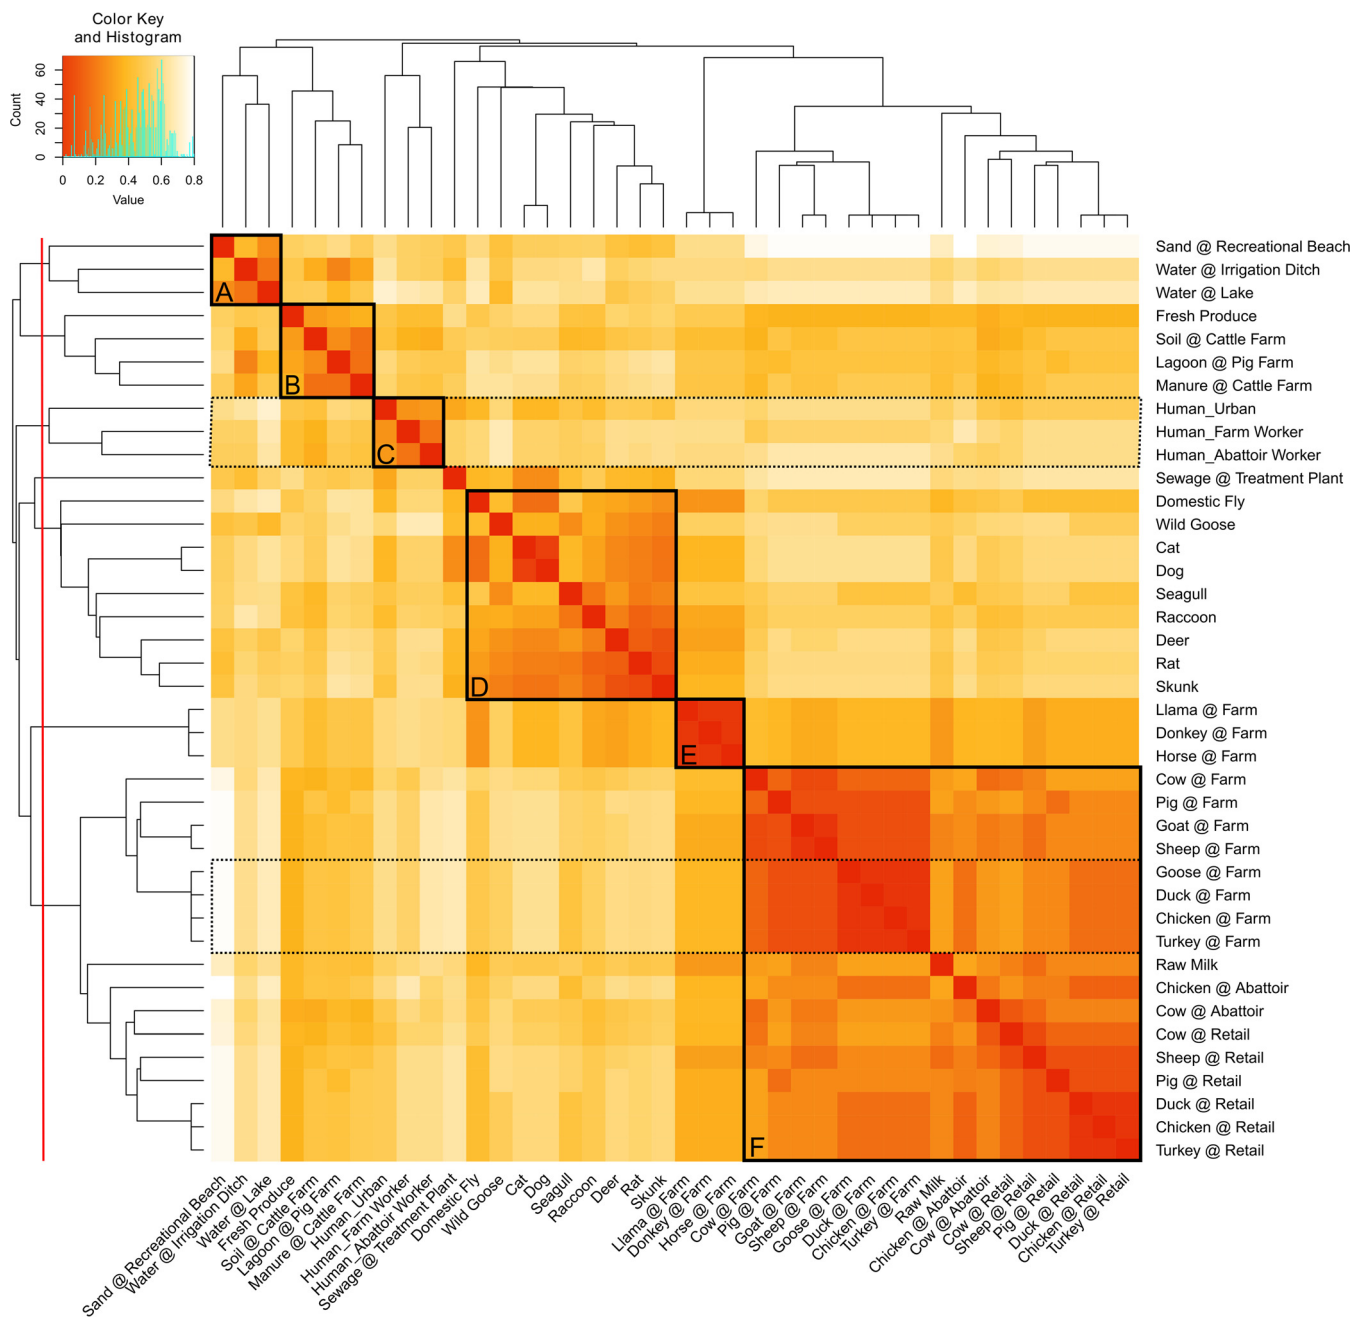 Color Key
and Histogram
Count
0
20
40
60
0
0.2
0.4
0.6
0.8
Value
A
B
C
D
E
F
Sand @ Recreational Beach
Water @ Irrigation Ditch
Water @ Lake
Fresh Produce
Soil @ Cattle Farm
Lagoon @ Pig Farm
Manure @ Cattle Farm
Human_Urban
Human_Farm Worker
Human_Abattoir Worker
Sewage @ Treatment Plant
Domestic Fly
Wild Goose
Cat
Dog
Seagull
Raccoon
Deer
Rat
Skunk
Llama @ Farm
Donkey @ Farm
Horse @ Farm
Cow @ Farm
Pig @ Farm
Goat @ Farm
Sheep @ Farm
Goose @ Farm
Duck @ Farm
Chicken @ Farm
Turkey @ Farm
Raw Milk
Chicken @ Abattoir
Cow @ Abattoir
Cow @ Retail
Sheep @ Retail
Pig @ Retail
Duck @ Retail
Chicken @ Retail
Turkey @ Retail
Sand @ Recreational Beach
Water @ Irrigation Ditch
Water @ Lake
Fresh Produce
Soil @ Cattle Farm
Lagoon @ Pig Farm
Manure @ Cattle Farm
Human_Urban
Human_Farm Worker
Human_Abattoir Worker
Sewage @ Treatment Plant
Domestic Fly
Wild Goose
Cat
Dog
Seagull
Raccoon
Deer
Rat
Skunk
Llama @ Farm
Donkey @ Farm
Horse @ Farm
Cow @ Farm
Pig @ Farm
Goat @ Farm
Sheep @ Farm
Goose @ Farm
Duck @ Farm
Chicken @ Farm
Turkey @ Farm
Raw Milk
Chicken @ Abattoir
Cow @ Abattoir
Cow @ Retail
Sheep @ Retail
Pig @ Retail
Duck @ Retail
Chicken @ Retail
Turkey @ Retail